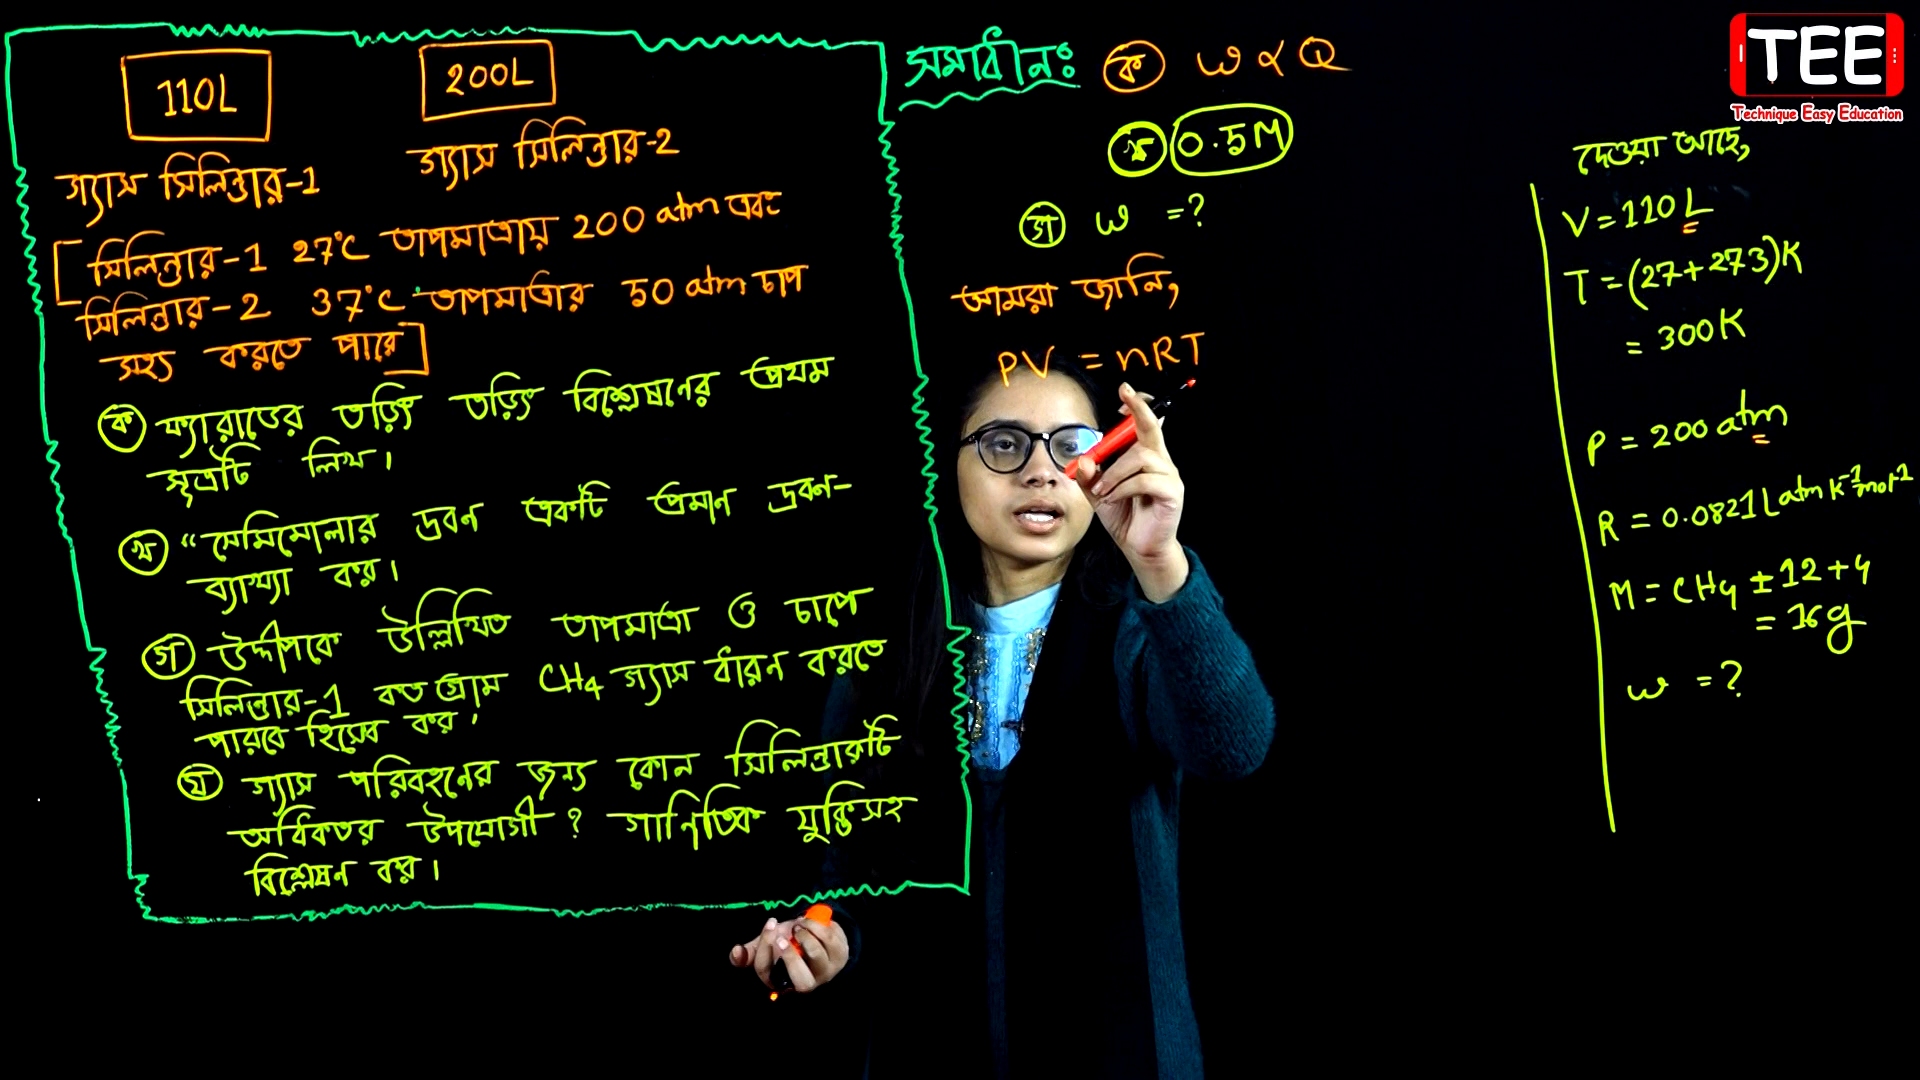 110L
200L
গ্যাস সিলিন্ডার-1
গ্যাস সিলিন্ডার-2
[সিলিন্ডার-1 27°C তাপমাত্রায় 200 atm এবং
সিলিন্ডার-2 37°C তাপমাত্রার 50 atm চাপ
সহ্য করতে পারে]
ক ফ্যারাডের তড়িৎ তড়িৎ বিশ্লেষনের প্রথম
সূত্রটি লিখ।
খ "সেমিমোলার দ্রবন একটি প্রমান দ্রবন-
ব্যাখ্যা কর।
গ উদ্দীপকে উল্লিখিত তাপমাত্রা ও চাপে
সিলিন্ডার-1 কত গ্রাম CH4 গ্যাস ধারন করতে
পারবে হিসেব কর।
ঘ গ্যাস পরিবহনের জন্য কোন সিলিন্ডারটি
অধিকতর উপযোগী? গানিতিক যুক্তিসহ
বিশ্লেষন কর।
সমাধানঃ ক W ∝ Q
খ 0.5M
গ W = ?
আমরা জানি,
PV = nRT
দেওয়া আছে,
V = 110 L
T = (27+273)K
= 300K
P = 200 atm
R = 0.0821 L atm K⁻¹ mol⁻¹
M = CH4 = 12+4
= 16g
W = ?
TEE
Technique Easy Education